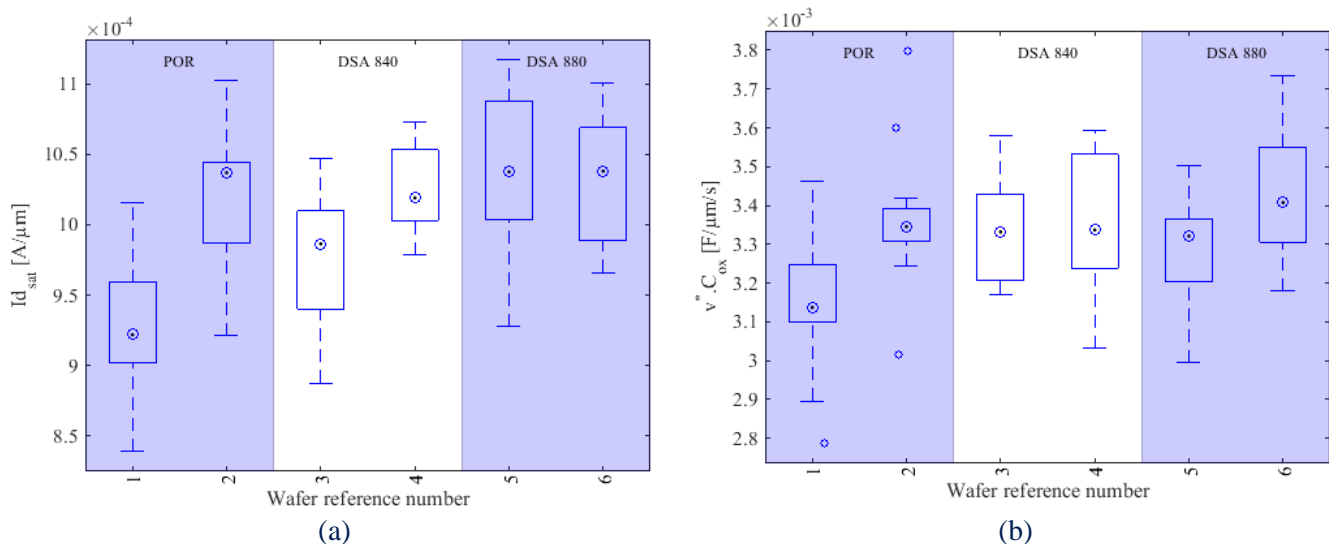 ×10⁻⁴
POR DSA 840 DSA 880
11
10.5
10
9.5
9
8.5
Id_sat [A/μm]
1 2 3 4 5 6
Wafer reference number
(a)
×10⁻³
POR DSA 840 DSA 880
3.8
3.7
3.6
3.5
3.4
3.3
3.2
3.1
3
2.9
2.8
v*.C_ox [F/μm/s]
1 2 3 4 5 6
Wafer reference number
(b)